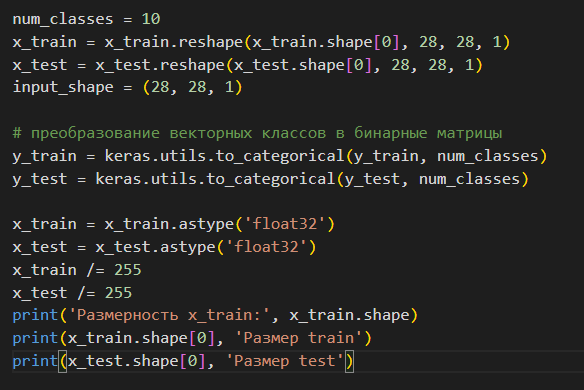 num_classes = 10
x_train = x_train.reshape(x_train.shape[0], 28, 28, 1)
x_test = x_test.reshape(x_test.shape[0], 28, 28, 1)
input_shape = (28, 28, 1)
# преобразование векторных классов в бинарные матрицы
y_train = keras.utils.to_categorical(y_train, num_classes)
y_test = keras.utils.to_categorical(y_test, num_classes)
x_train = x_train.astype('float32')
x_test = x_test.astype('float32')
x_train /= 255
x_test /= 255
print('Размерность x_train:', x_train.shape)
print(x_train.shape[0], 'Размер train')
print(x_test.shape[0], 'Размер test')